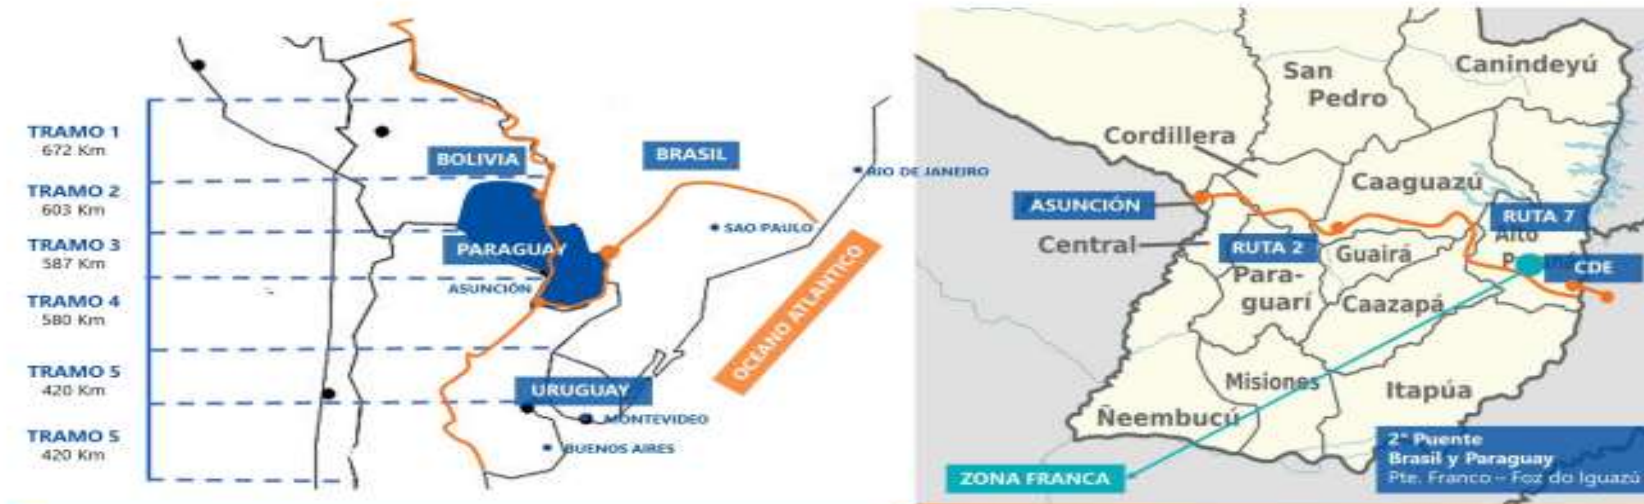 TRAMO 1
672 Km
TRAMO 2
603 Km
TRAMO 3
587 Km
TRAMO 4
580 Km
TRAMO 5
420 Km
TRAMO 5
420 Km
BOLIVIA
BRASIL
RIO DE JANEIRO
SAO PAULO
PARAGUAY
ASUNCIÓN
OCÉANO ATLANTICO
URUGUAY
MONTEVIDEO
BUENOS AIRES
San
Pedro
Canindeyú
Cordillera
Caaguazú
ASUNCIÓN
RUTA 7
Central
RUTA 2
Guairá
Alto
CDE
Para-
guarí
Caazapá
Misiones
Itapúa
Ñeembucú
ZONA FRANCA
2° Puente
Brasil y Paraguay
Pte. Franco - Foz do Iguazú